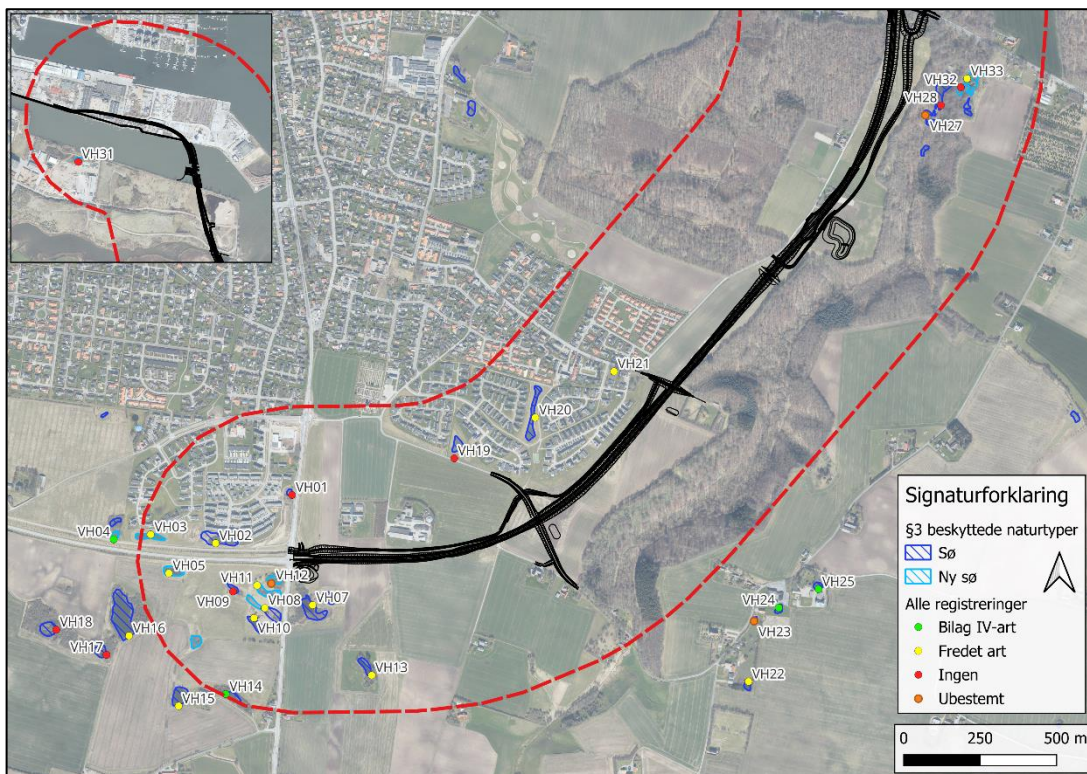 VH31
VH33
VH32
VH28
VH27
VH21
VH20
VH19
VH01
VH04
VH03
VH02
VH05
VH11
VH12
VH09
VH08
VH07
VH10
VH18
VH16
VH17
VH13
VH14
VH15
VH25
VH24
VH23
VH22
Signaturforklaring
§3 beskyttede naturtyper
Sø
Ny sø
Alle registreringer
Bilag IV-art
Fredet art
Ingen
Ubestemt
0 250 500 m